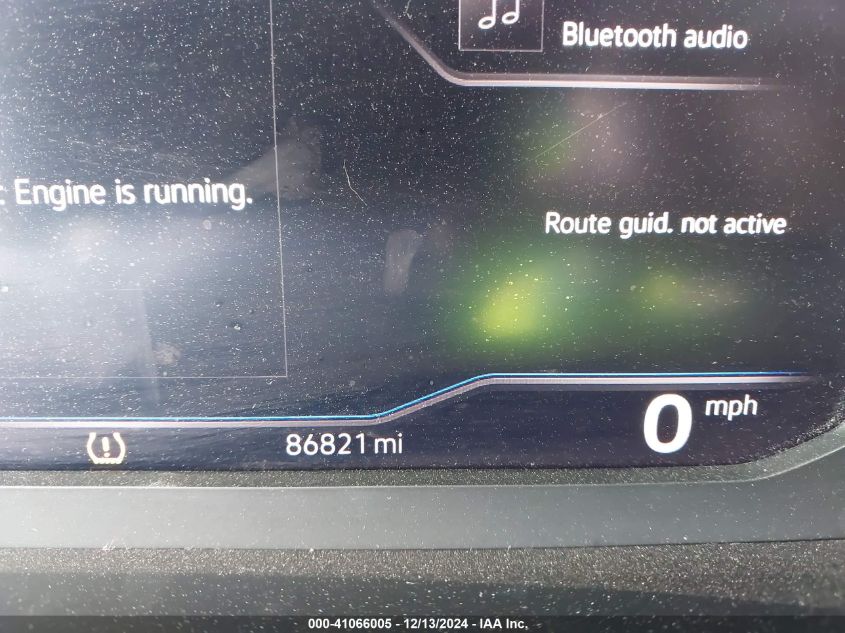 Bluetooth audio
: Engine is running.
Route guid. not active
0 mph
86821 mi
000-41066005 - 12/13/2024 - IAA Inc.